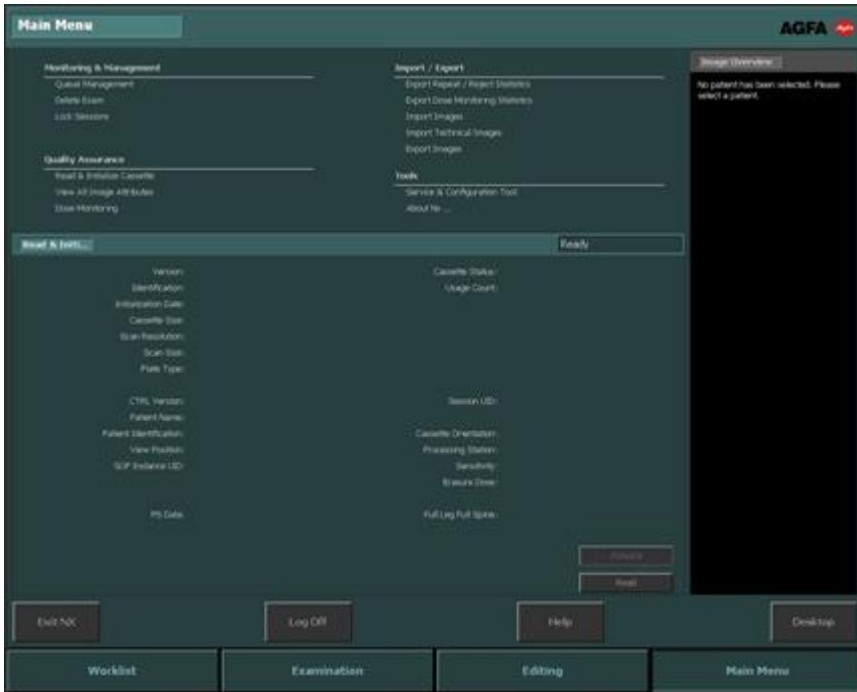 Main Menu
AGFA
Monitoring & Management
Queue Management
Delete Exam
Lock Sessions
Quality Assurance
Read & Initialize Cassette
View All Image Attributes
Dose Monitoring
Import / Export
Export Repeat / Reject Statistics
Export Dose Monitoring Statistics
Import Images
Import Technical Images
Export Images
Tools
Service & Configuration Tool
About Nx ...
Image Overview
No patient has been selected. Please
select a patient.
Read & Initi...
Ready
Version:
Identification:
Initialization Date:
Cassette Size:
Scan Resolution:
Scan Size:
Plate Type:
Cassette Status:
Usage Count:
CTRL Version:
Patient Name:
Patient Identification:
View Position:
SOP Instance UID:
PS Date:
Session UID:
Cassette Orientation:
Processing Station:
Sensitivity:
Erasure Dose:
Full Leg Full Spine:
Read
Exit NX
Log Off
Help
Desktop
Worklist
Examination
Editing
Main Menu